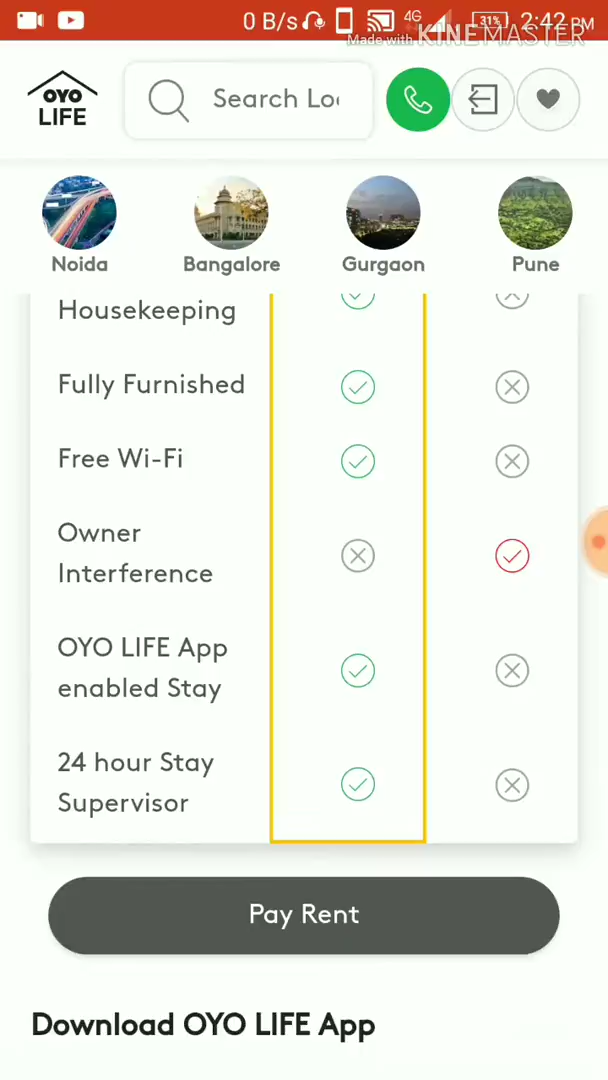 0 B/s 4G 31% 2:42 PM
Made with KINEMASTER
OYO
LIFE
Search Loc
Noida Bangalore Gurgaon Pune
Housekeeping
Fully Furnished
Free Wi-Fi
Owner
Interference
OYO LIFE App
enabled Stay
24 hour Stay
Supervisor
Pay Rent
Download OYO LIFE App